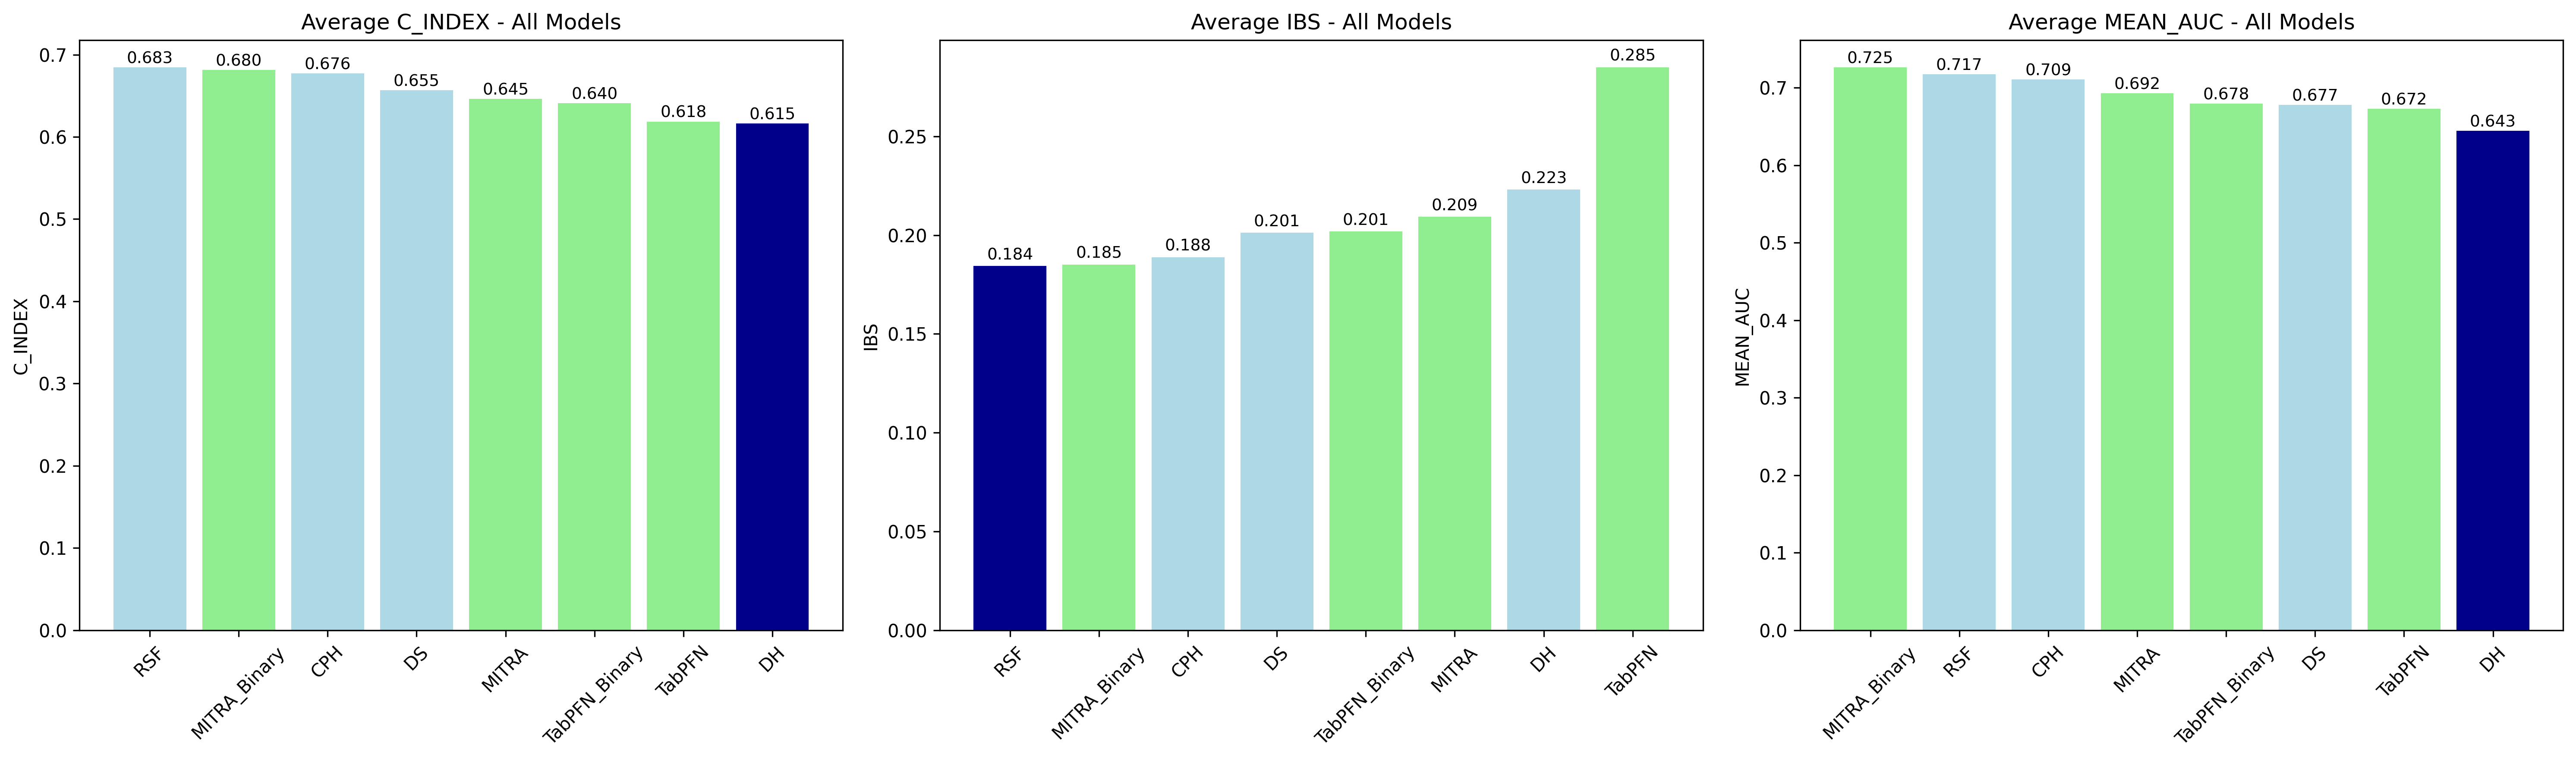 Average C_INDEX - All Models
C_INDEX
0.7
0.6
0.5
0.4
0.3
0.2
0.1
0.0
0.683
0.680
0.676
0.655
0.645
0.640
0.618
0.615
RSF
MITRA_Binary
CPH
DS
MITRA
TabPFN_Binary
TabPFN
DH
Average IBS - All Models
IBS
0.25
0.20
0.15
0.10
0.05
0.00
0.184
0.185
0.188
0.201
0.201
0.209
0.223
0.285
RSF
MITRA_Binary
CPH
DS
TabPFN_Binary
MITRA
DH
TabPFN
Average MEAN_AUC - All Models
MEAN_AUC
0.7
0.6
0.5
0.4
0.3
0.2
0.1
0.0
0.725
0.717
0.709
0.692
0.678
0.677
0.672
0.643
MITRA_Binary
RSF
CPH
MITRA
TabPFN_Binary
DS
TabPFN
DH